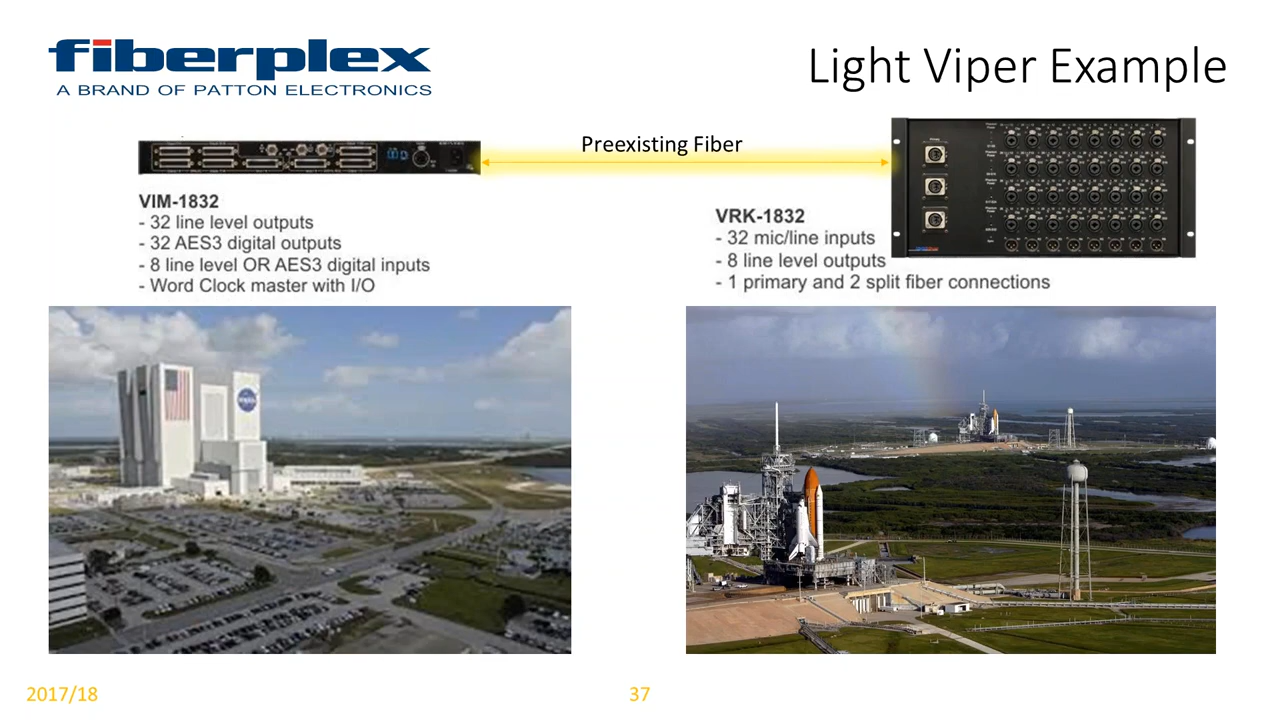 fiberplex
A BRAND OF PATTON ELECTRONICS
Light Viper Example
Preexisting Fiber
VIM-1832
- 32 line level outputs
- 32 AES3 digital outputs
- 8 line level OR AES3 digital inputs
- Word Clock master with I/O
VRK-1832
- 32 mic/line inputs
- 8 line level outputs
- 1 primary and 2 split fiber connections
NASA
2017/18
37